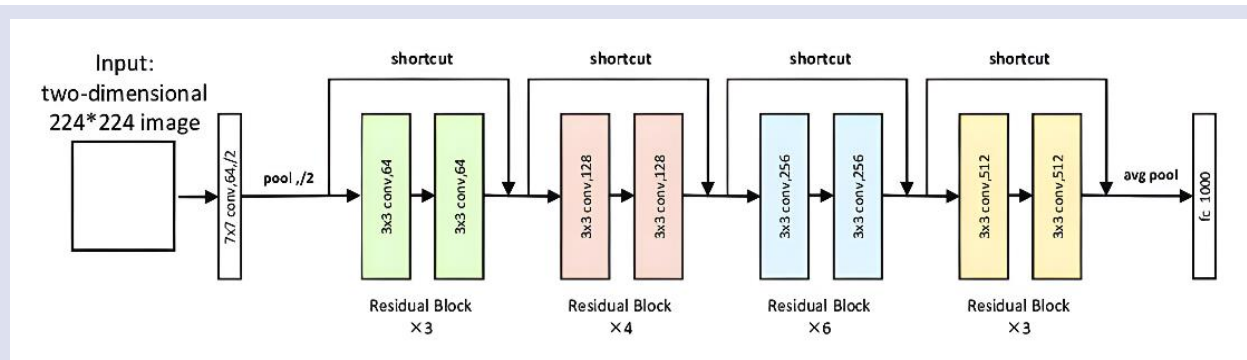 Input:
two-dimensional
224*224 image
7x7 conv,64,/2
pool ,/2
shortcut
3x3 conv,64
3x3 conv,64
Residual Block
×3
shortcut
3x3 conv,128
3x3 conv,128
Residual Block
×4
shortcut
3x3 conv,256
3x3 conv,256
Residual Block
×6
shortcut
3x3 conv,512
3x3 conv,512
Residual Block
×3
avg pool
fc 1000